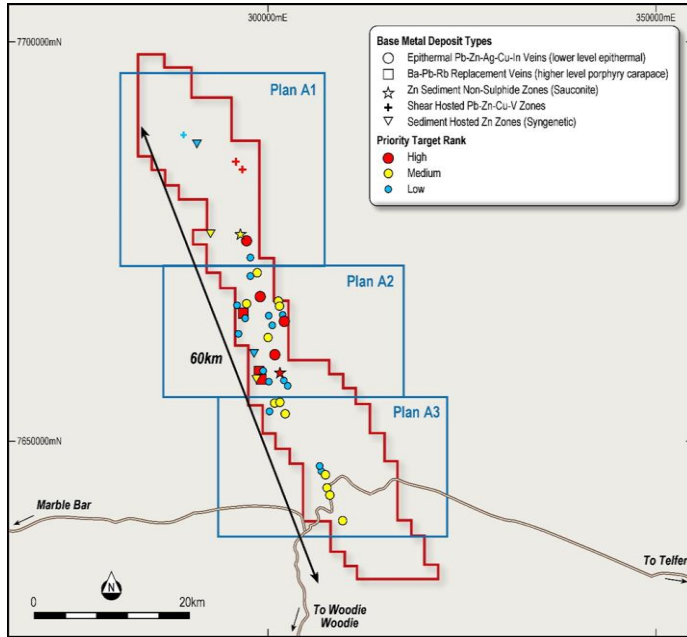 300000mE
350000mE
7700000mN
Base Metal Deposit Types
Epithermal Pb-Zn-Ag-Cu-In Veins (lower level epithermal)
Ba-Pb-Rb Replacement Veins (higher level porphyry carapace)
Zn Sediment Non-Sulphide Zones (Sauconite)
Shear Hosted Pb-Zn-Cu-V Zones
Sediment Hosted Zn Zones (Syngenetic)
Priority Target Rank
High
Medium
Low
Plan A1
Plan A2
60km
Plan A3
7650000mN
Marble Bar
To Telfer
N
0 20km
To Woodie
Woodie